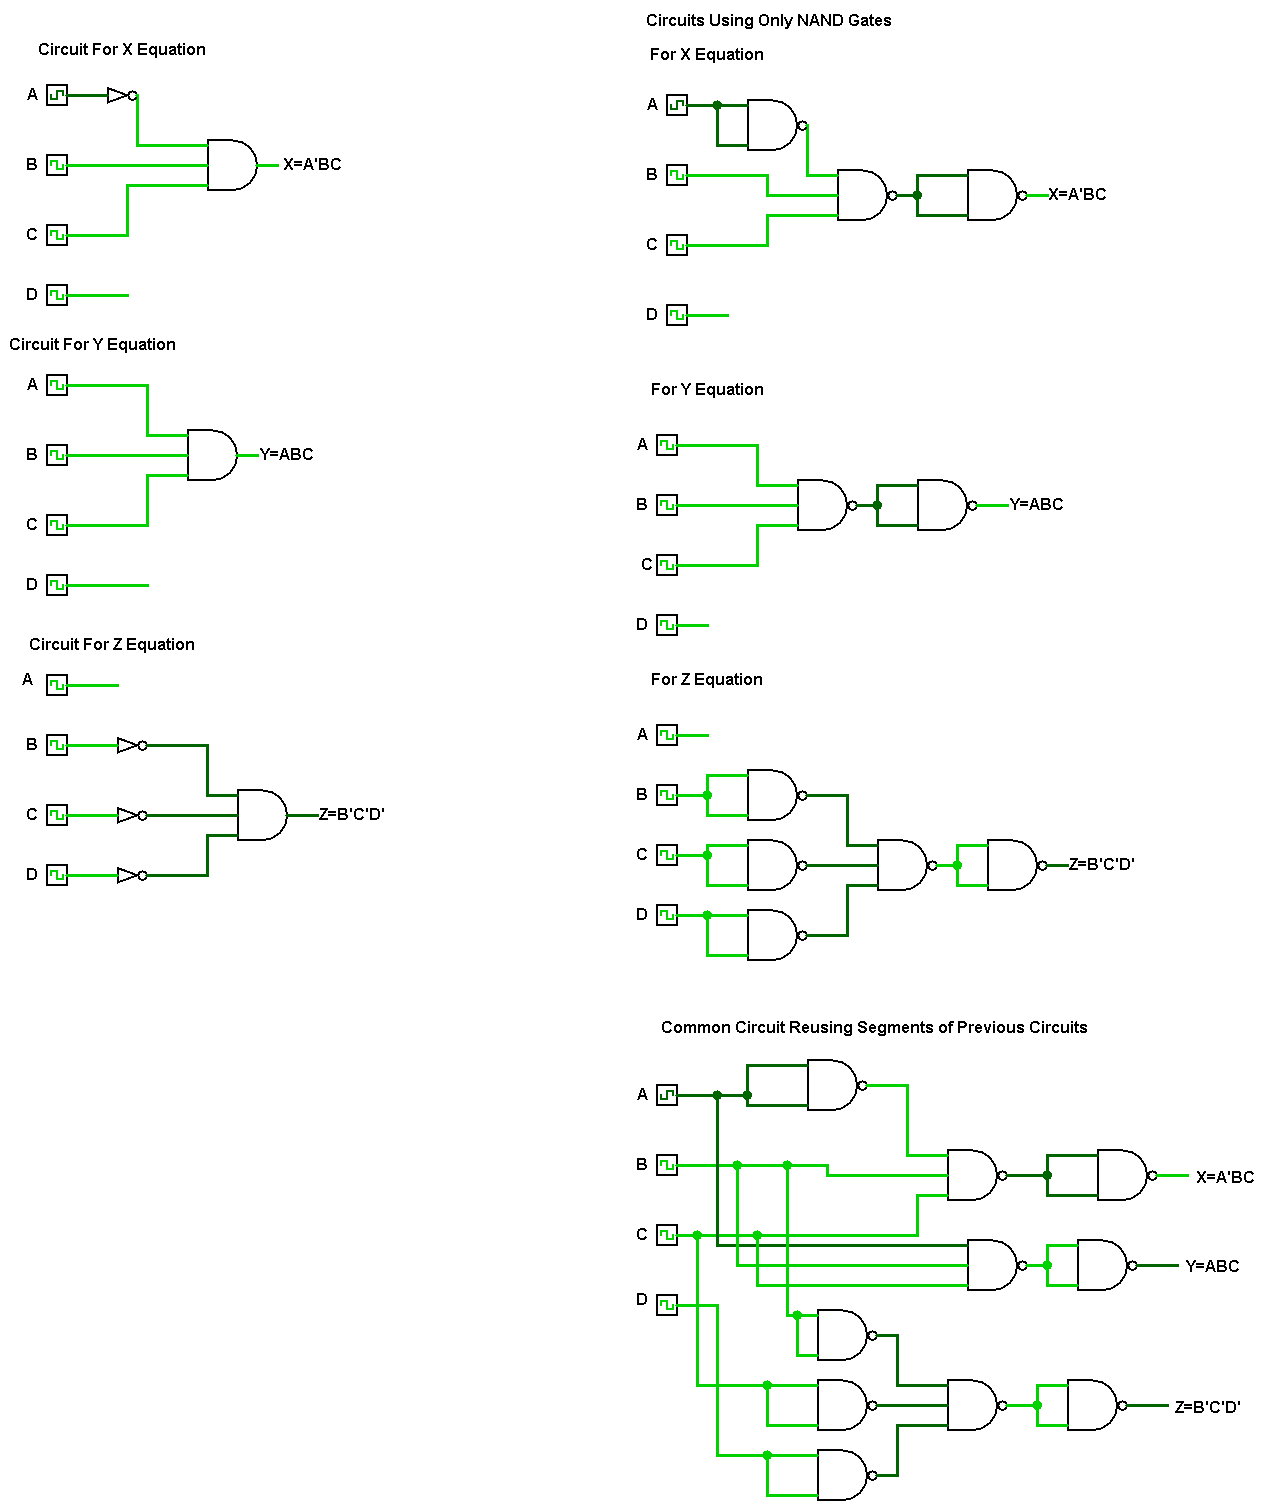 Circuit For X Equation
A
B
X=A'BC
C
D
Circuit For Y Equation
A
B
Y=ABC
C
D
Circuit For Z Equation
A
B
C
Z=B'C'D'
D
Circuits Using Only NAND Gates
For X Equation
A
B
X=A'BC
C
D
For Y Equation
A
B
Y=ABC
C
D
For Z Equation
A
B
C
Z=B'C'D'
D
Common Circuit Reusing Segments of Previous Circuits
A
B
X=A'BC
C
Y=ABC
D
Z=B'C'D'